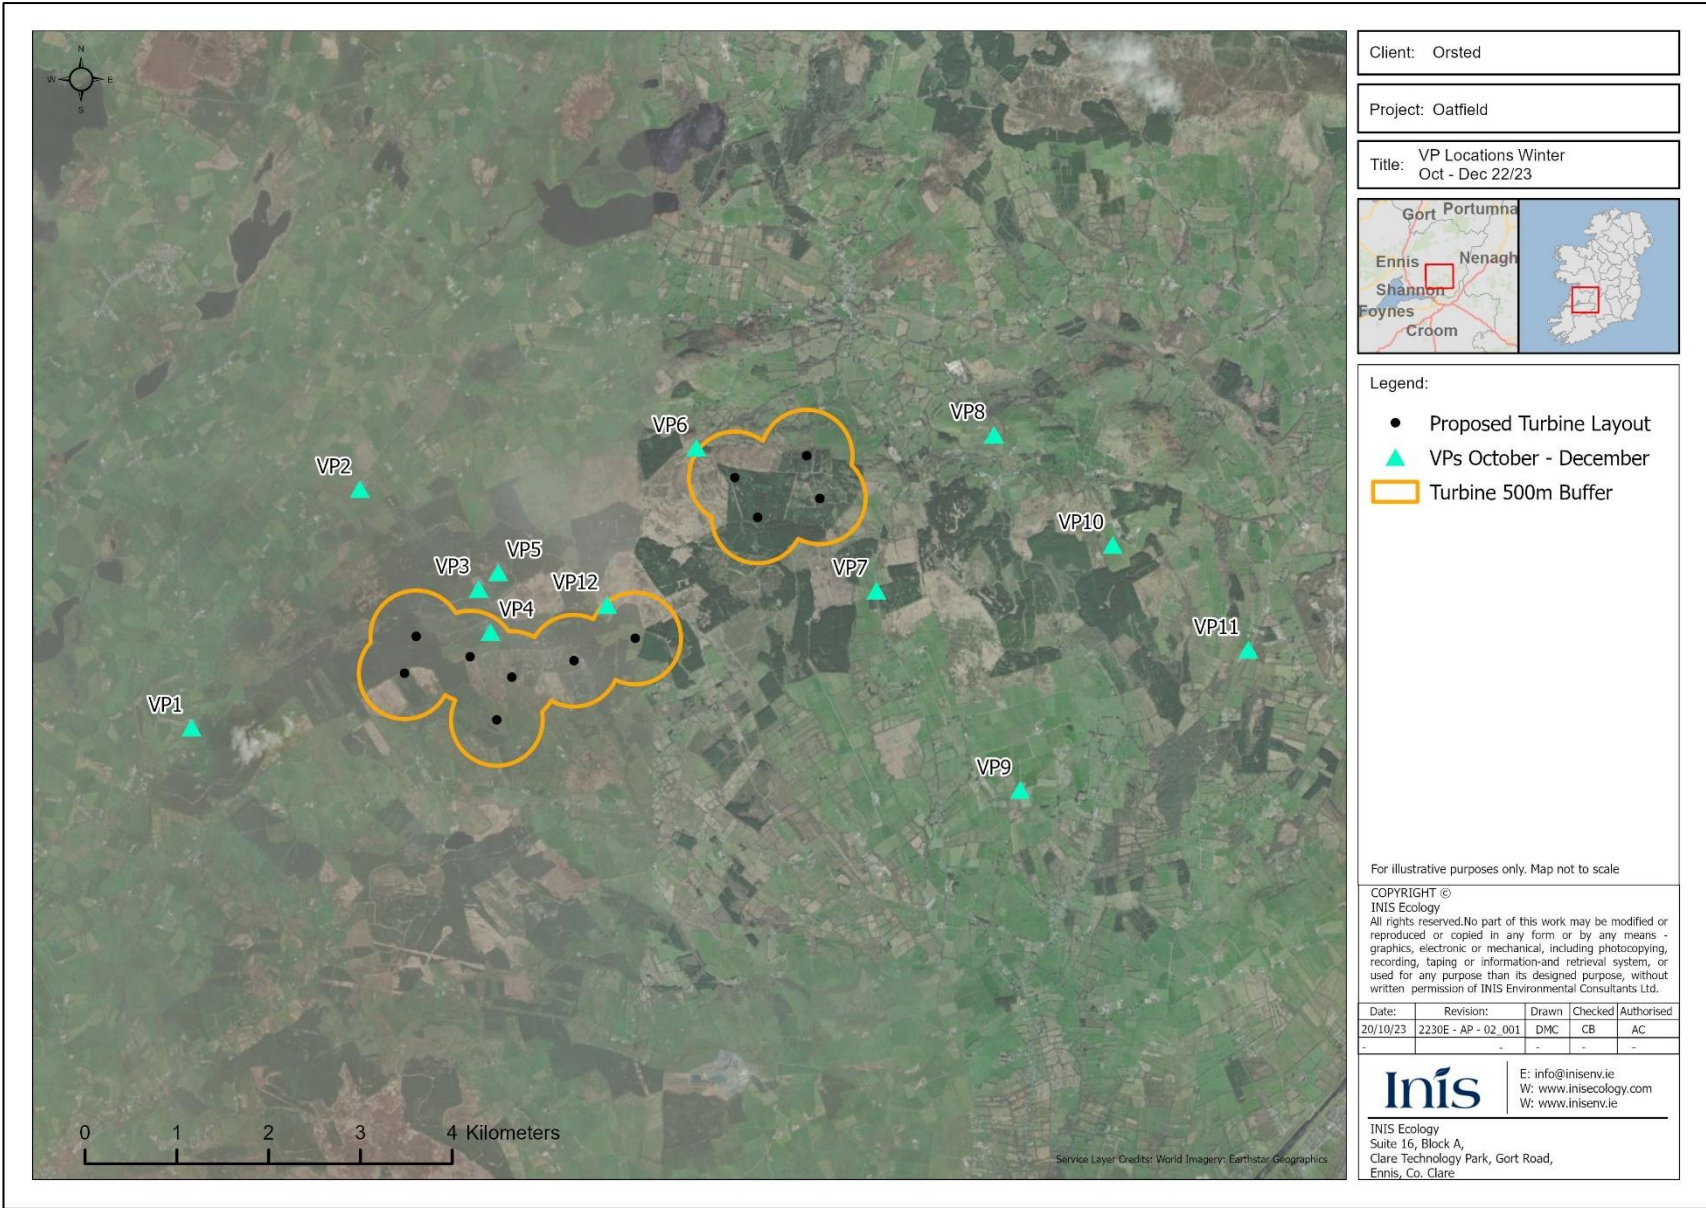 N
W E
S
VP6
VP8
VP2
VP10
VP5
VP3
VP12
VP7
VP4
VP11
VP1
VP9
0 1 2 3 4 Kilometers
Service Layer Credits: World Imagery: Earthstar Geographics
Client: Orsted
Project: Oatfield
Title: VP Locations Winter
Oct - Dec 22/23
Gort Portumna
Ennis Nenagh
Shannon
Foynes
Croom
Legend:
Proposed Turbine Layout
VPs October - December
Turbine 500m Buffer
For illustrative purposes only. Map not to scale
COPYRIGHT ©
INIS Ecology
All rights reserved.No part of this work may be modified or
reproduced or copied in any form or by any means -
graphics, electronic or mechanical, including photocopying,
recording, taping or information-and retrieval system, or
used for any purpose than its designed purpose, without
written permission of INIS Environmental Consultants Ltd.
Date: Revision: Drawn Checked Authorised
20/10/23 2230E - AP - 02_001 DMC CB AC
- - - - -
Inis
E: info@inisenv.ie
W: www.inisecology.com
W: www.inisenv.ie
INIS Ecology
Suite 16, Block A,
Clare Technology Park, Gort Road,
Ennis, Co. Clare